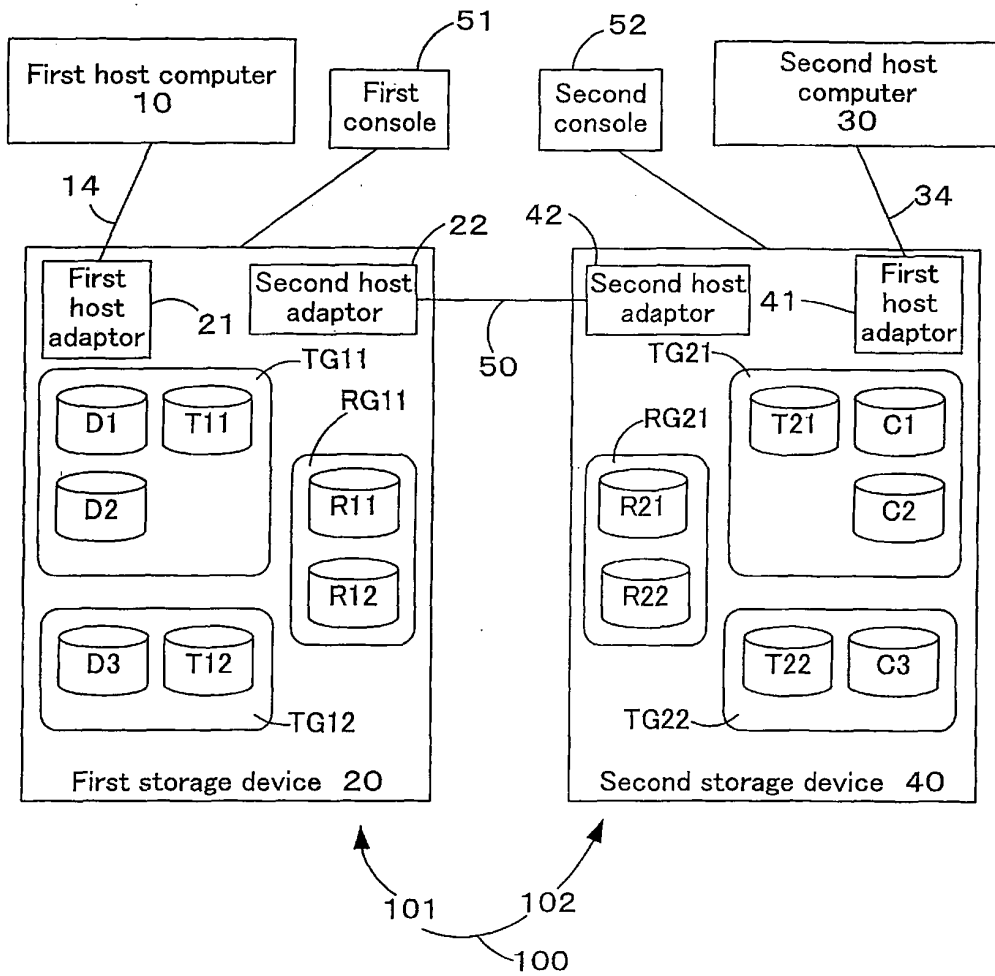 51
52
First host computer
10
First
console
Second
console
Second host
computer
30
14
34
22
42
First
host
adaptor
21
Second host
adaptor
50
Second host
adaptor
41
First
host
adaptor
TG11
TG21
D1
T11
RG11
RG21
T21
C1
D2
R11
R21
C2
R12
R22
D3
T12
T22
C3
TG12
TG22
First storage device 20
Second storage device 40
101
102
100